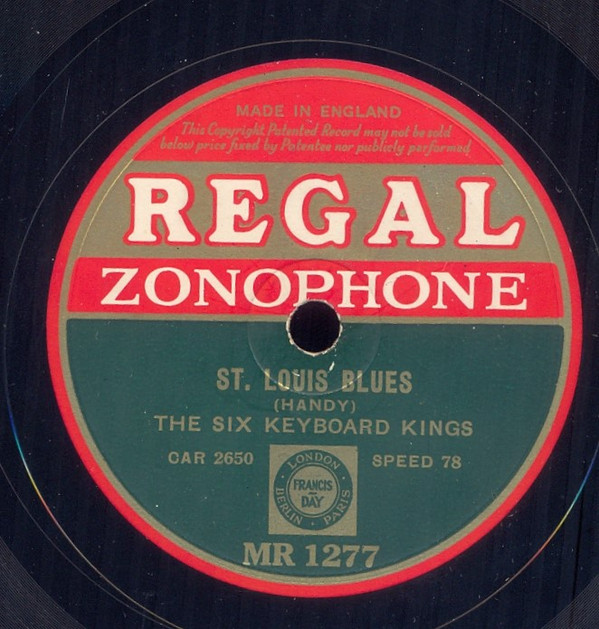 MADE IN ENGLAND
This Copyright Patented Record may not be sold
below price fixed by Patentee nor publicly performed
REGAL
ZONOPHONE
ST. LOUIS BLUES
(HANDY)
THE SIX KEYBOARD KINGS
CAR 2650 SPEED 78
LONDON
FRANCIS
DAY
BERLIN · PARIS
MR 1277